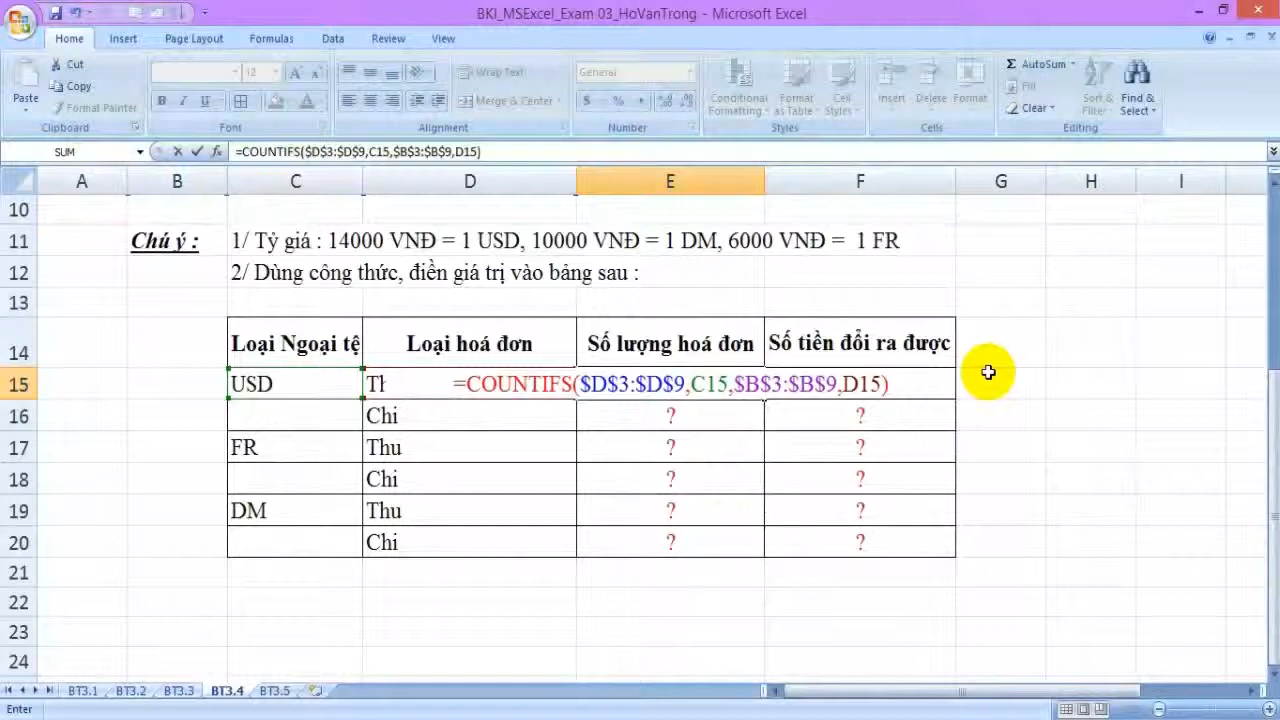 BKI_MSExcel_Exam 03_HoVanTrong - Microsoft Excel
Home Insert Page Layout Formulas Data Review View
Cut
Copy
Format Painter
Paste
Clipboard
12
Font
Wrap Text
Merge & Center
Alignment
General
Number
Conditional Formatting
Format as Table
Cell Styles
Styles
Insert Delete Format
Cells
AutoSum
Fill
Clear
Sort & Filter
Find & Select
Editing
SUM =COUNTIFS($D$3:$D$9,C15,$B$3:$B$9,D15)
A B C D E F G H I
10
11 Chú ý : 1/ Tỷ giá : 14000 VNĐ = 1 USD, 10000 VNĐ = 1 DM, 6000 VNĐ = 1 FR
12 2/ Dùng công thức, điền giá trị vào bảng sau :
13
14 Loại Ngoại tệ Loại hoá đơn Số lượng hoá đơn Số tiền đổi ra được
15 USD =COUNTIFS($D$3:$D$9,C15,$B$3:$B$9,D15)
16 Chi ? ?
17 FR Thu ? ?
18 Chi ? ?
19 DM Thu ? ?
20 Chi ? ?
21
22
23
24
BT3.1 BT3.2 BT3.3 BT3.4 BT3.5
Enter